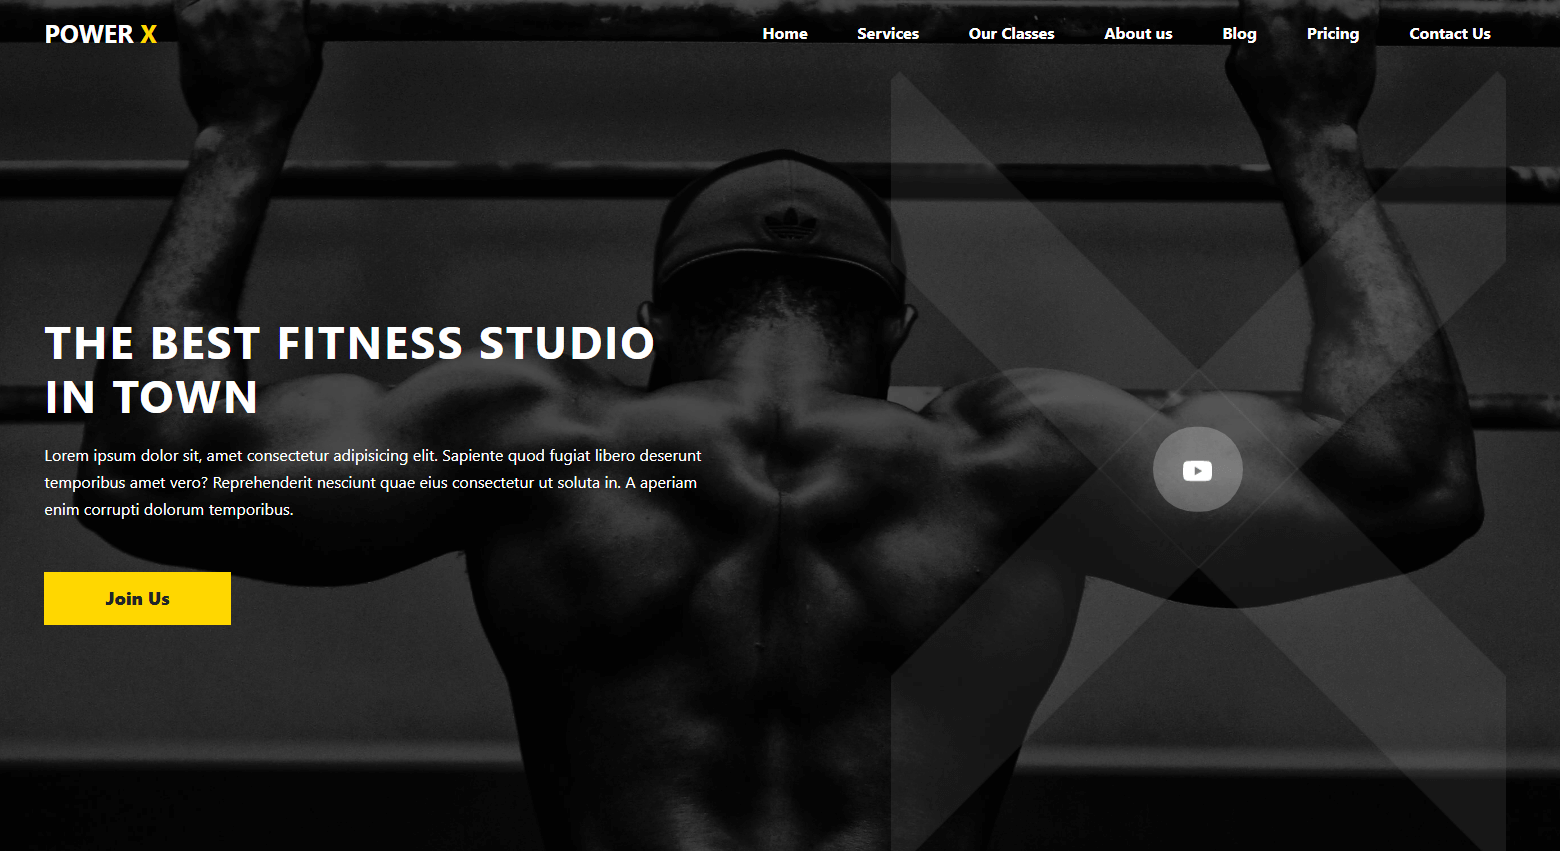 POWER X
Home Services Our Classes About us Blog Pricing Contact Us
THE BEST FITNESS STUDIO
IN TOWN
Lorem ipsum dolor sit, amet consectetur adipisicing elit. Sapiente quod fugiat libero deserunt
temporibus amet vero? Reprehenderit nesciunt quae eius consectetur ut soluta in. A aperiam
enim corrupti dolorum temporibus.
Join Us